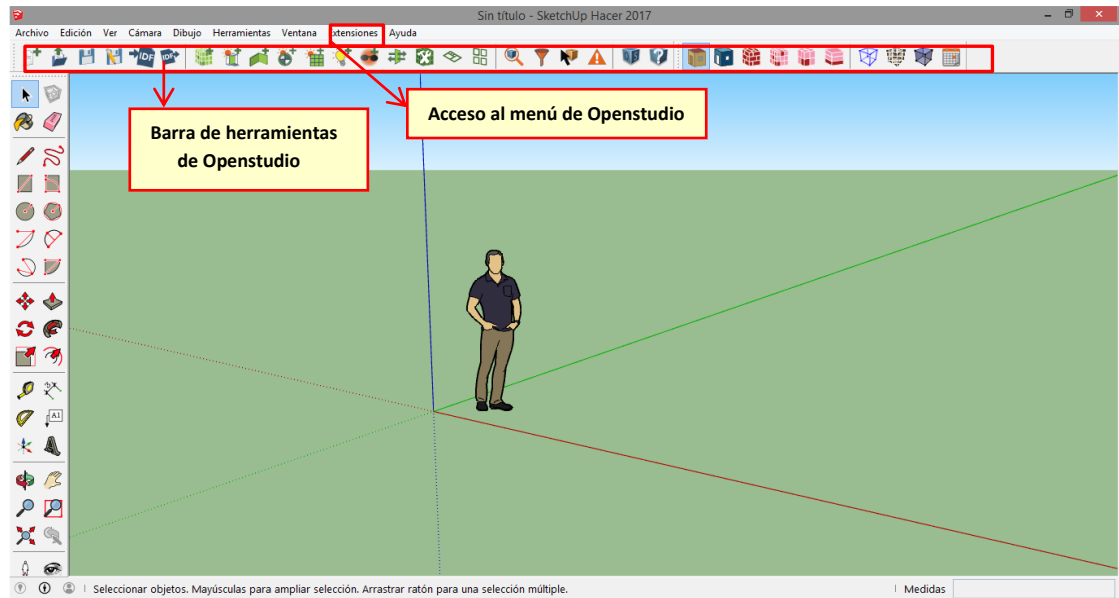 Sin título - SketchUp Hacer 2017
Archivo Edición Ver Cámara Dibujo Herramientas Ventana Extensiones Ayuda
IDF IDF
Acceso al menú de Openstudio
Barra de herramientas
de Openstudio
A1
Seleccionar objetos. Mayúsculas para ampliar selección. Arrastrar ratón para una selección múltiple.
Medidas